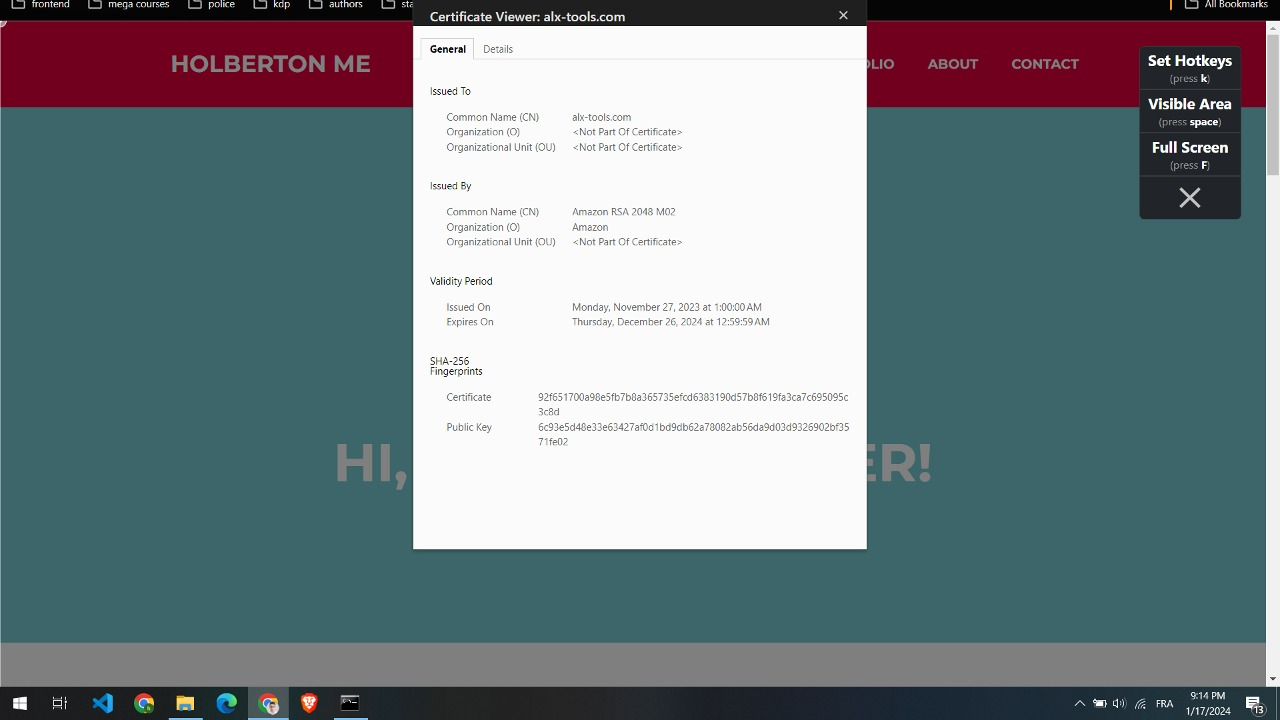 frontend
mega courses
police
kdp
authors
sta
All Bookmarks
Certificate Viewer: alx-tools.com
HOLBERTON ME
OLIO
ABOUT
CONTACT
General
Details
Issued To
Common Name (CN) alx-tools.com
Organization (O) <Not Part Of Certificate>
Organizational Unit (OU) <Not Part Of Certificate>
Issued By
Common Name (CN) Amazon RSA 2048 M02
Organization (O) Amazon
Organizational Unit (OU) <Not Part Of Certificate>
Validity Period
Issued On Monday, November 27, 2023 at 1:00:00 AM
Expires On Thursday, December 26, 2024 at 12:59:59 AM
SHA-256
Fingerprints
Certificate 92f651700a98e5fb7b8a365735efcd6383190d57b8f619fa3ca7c695095c
3c8d
Public Key 6c93e5d48e33e63427af0d1bd9db62a78082ab56da9d03d9326902bf35
71fe02
HI,
ER!
Set Hotkeys
(press k)
Visible Area
(press space)
Full Screen
(press F)
FRA
9:14 PM
1/17/2024
13